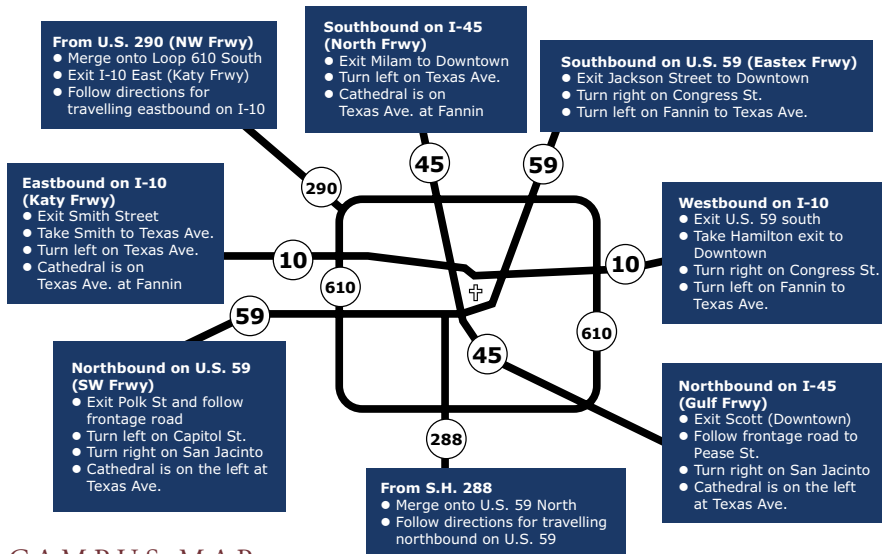 From U.S. 290 (NW Frwy)
● Merge onto Loop 610 South
● Exit I-10 East (Katy Frwy)
● Follow directions for
travelling eastbound on I-10
Southbound on I-45
(North Frwy)
● Exit Milam to Downtown
● Turn left on Texas Ave.
● Cathedral is on
Texas Ave. at Fannin
Southbound on U.S. 59 (Eastex Frwy)
● Exit Jackson Street to Downtown
● Turn right on Congress St.
● Turn left on Fannin to Texas Ave.
45
59
290
Eastbound on I-10
(Katy Frwy)
● Exit Smith Street
● Take Smith to Texas Ave.
● Turn left on Texas Ave.
● Cathedral is on
Texas Ave. at Fannin
Westbound on I-10
● Exit U.S. 59 south
● Take Hamilton exit to
Downtown
● Turn right on Congress St.
● Turn left on Fannin to
Texas Ave.
10
10
610
59
610
45
Northbound on U.S. 59
(SW Frwy)
● Exit Polk St and follow
frontage road
● Turn left on Capitol St.
● Turn right on San Jacinto
● Cathedral is on the left at
Texas Ave.
Northbound on I-45
(Gulf Frwy)
● Exit Scott (Downtown)
● Follow frontage road to
Pease St.
● Turn right on San Jacinto
● Cathedral is on the left
at Texas Ave.
288
From S.H. 288
● Merge onto U.S. 59 North
● Follow directions for travelling
northbound on U.S. 59
CAMPUS MAP